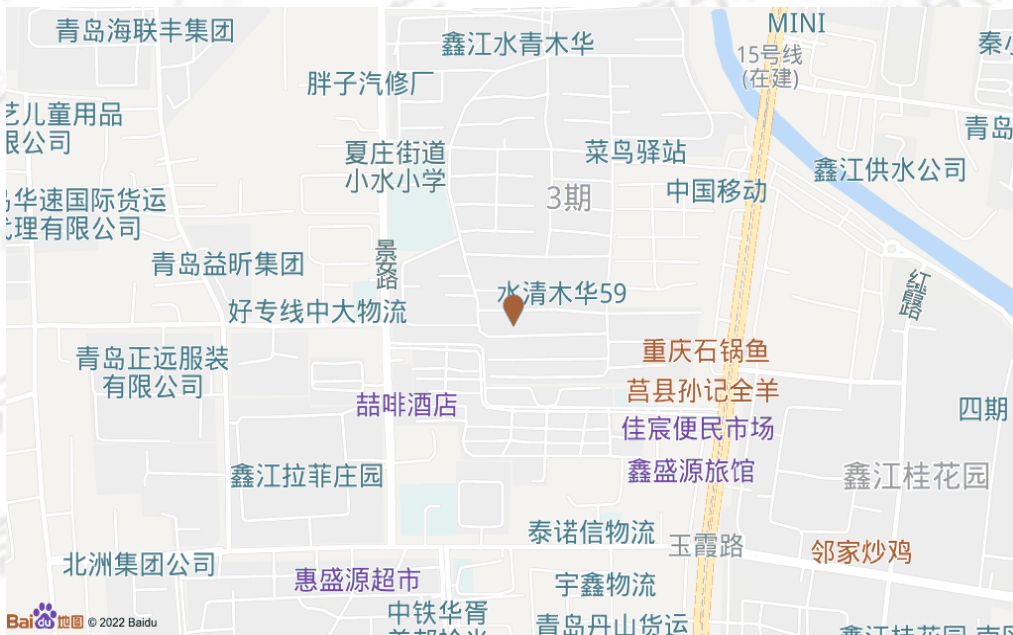 MINI
青岛海联丰集团
鑫江水青木华
15号线
(在建)
胖子汽修厂
艺儿童用品
限公司
青岛
夏庄街道
小水小学
菜鸟驿站
鑫江供水公司
中国移动
3期
华速国际货运
代理有限公司
景安路
青岛益昕集团
红霞路
水清木华59
好专线中大物流
重庆石锅鱼
青岛正远服装
有限公司
莒县孙记全羊
喆啡酒店
四期
佳宸便民市场
鑫盛源旅馆
鑫江拉菲庄园
鑫江桂花园
泰诺信物流
玉霞路
邻家炒鸡
北洲集团公司
惠盛源超市
宇鑫物流
中铁华胥
青岛丹山货运
Bai du 地图 © 2022 Baidu